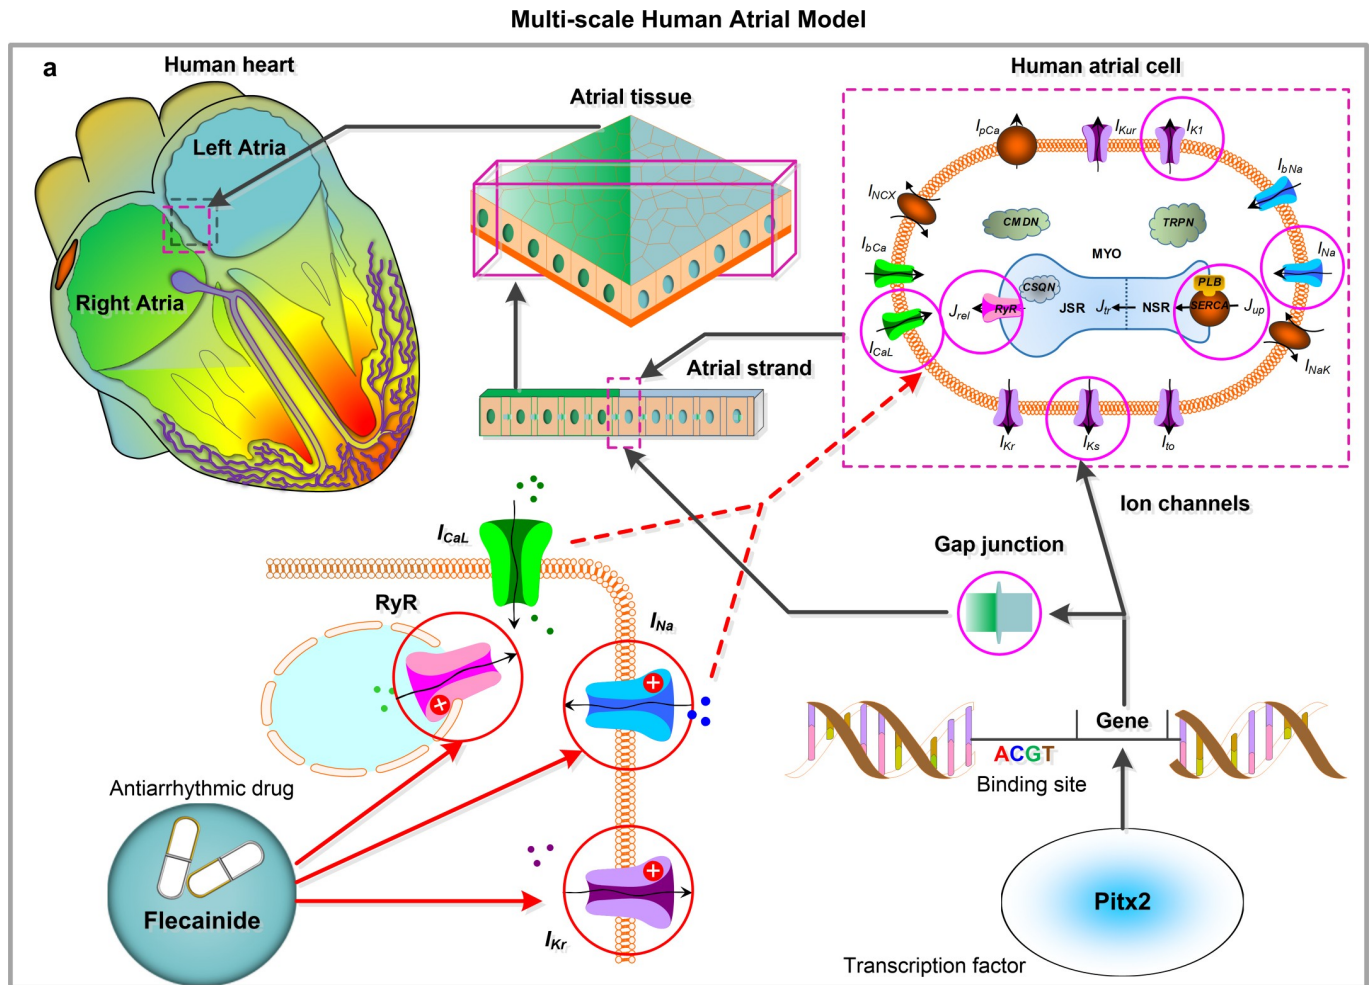 Multi-scale Human Atrial Model
a
Human heart
Left Atria
Right Atria
Atrial tissue
Atrial strand
Human atrial cell
IpCa
IKur
IK1
IbNa
INCX
CMDN
TRPN
IbCa
MYO
INa
CSQN
PLB
Jrel
RyR
JSR
Jtr
NSR
SERCA
Jup
ICaL
INaK
IKr
IKs
Ito
Ion channels
Gap junction
ICaL
RyR
INa
IKr
Antiarrhythmic drug
Flecainide
Gene
ACGT
Binding site
Pitx2
Transcription factor